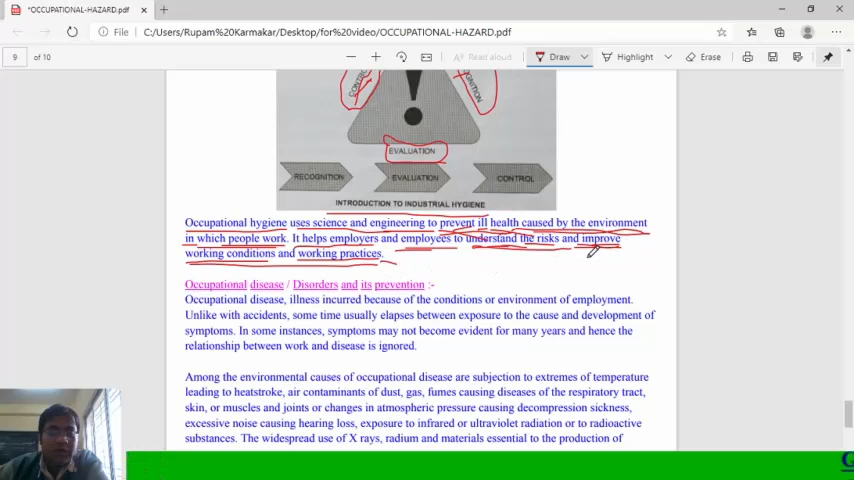 *OCCUPATIONAL-HAZARD.pdf
File
C:/Users/Rupam%20Karmakar/Desktop/for%20video/OCCUPATIONAL-HAZARD.pdf
9 of 10
Read aloud
Draw
Highlight
Erase
EVALUATION
RECOGNITION
EVALUATION
CONTROL
INTRODUCTION TO INDUSTRIAL HYGIENE
Occupational hygiene uses science and engineering to prevent ill health caused by the environment
in which people work. It helps employers and employees to understand the risks and improve
working conditions and working practices.
Occupational disease / Disorders and its prevention :-
Occupational disease, illness incurred because of the conditions or environment of employment.
Unlike with accidents, some time usually elapses between exposure to the cause and development of
symptoms. In some instances, symptoms may not become evident for many years and hence the
relationship between work and disease is ignored.
Among the environmental causes of occupational disease are subjection to extremes of temperature
leading to heatstroke, air contaminants of dust, gas, fumes causing diseases of the respiratory tract,
skin, or muscles and joints or changes in atmospheric pressure causing decompression sickness,
excessive noise causing hearing loss, exposure to infrared or ultraviolet radiation or to radioactive
substances. The widespread use of X rays, radium and materials essential to the production of